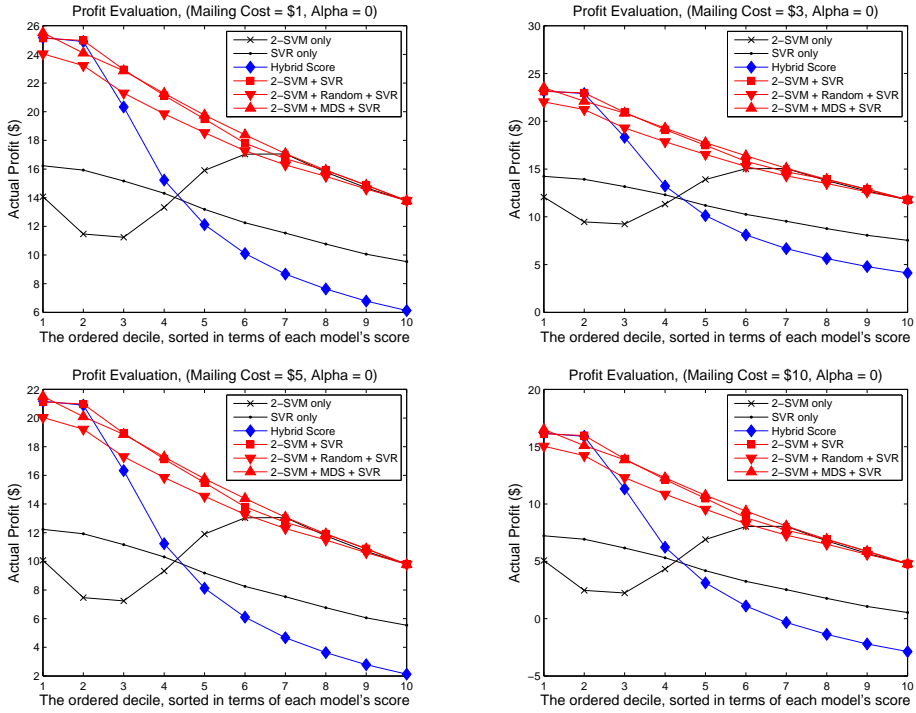 Profit Evaluation, (Mailing Cost = $1, Alpha = 0)
26
24
22
20
18
16
14
12
10
8
6
Actual Profit ($)
2−SVM only
SVR only
Hybrid Score
2−SVM + SVR
2−SVM + Random + SVR
2−SVM + MDS + SVR
1 2 3 4 5 6 7 8 9 10
The ordered decile, sorted in terms of each model's score
Profit Evaluation, (Mailing Cost = $3, Alpha = 0)
30
25
20
15
10
5
0
Actual Profit ($)
2−SVM only
SVR only
Hybrid Score
2−SVM + SVR
2−SVM + Random + SVR
2−SVM + MDS + SVR
1 2 3 4 5 6 7 8 9 10
The ordered decile, sorted in terms of each model's score
Profit Evaluation, (Mailing Cost = $5, Alpha = 0)
22
20
18
16
14
12
10
8
6
4
2
Actual Profit ($)
2−SVM only
SVR only
Hybrid Score
2−SVM + SVR
2−SVM + Random + SVR
2−SVM + MDS + SVR
1 2 3 4 5 6 7 8 9 10
The ordered decile, sorted in terms of each model's score
Profit Evaluation, (Mailing Cost = $10, Alpha = 0)
20
15
10
5
0
−5
Actual Profit ($)
2−SVM only
SVR only
Hybrid Score
2−SVM + SVR
2−SVM + Random + SVR
2−SVM + MDS + SVR
1 2 3 4 5 6 7 8 9 10
The ordered decile, sorted in terms of each model's score